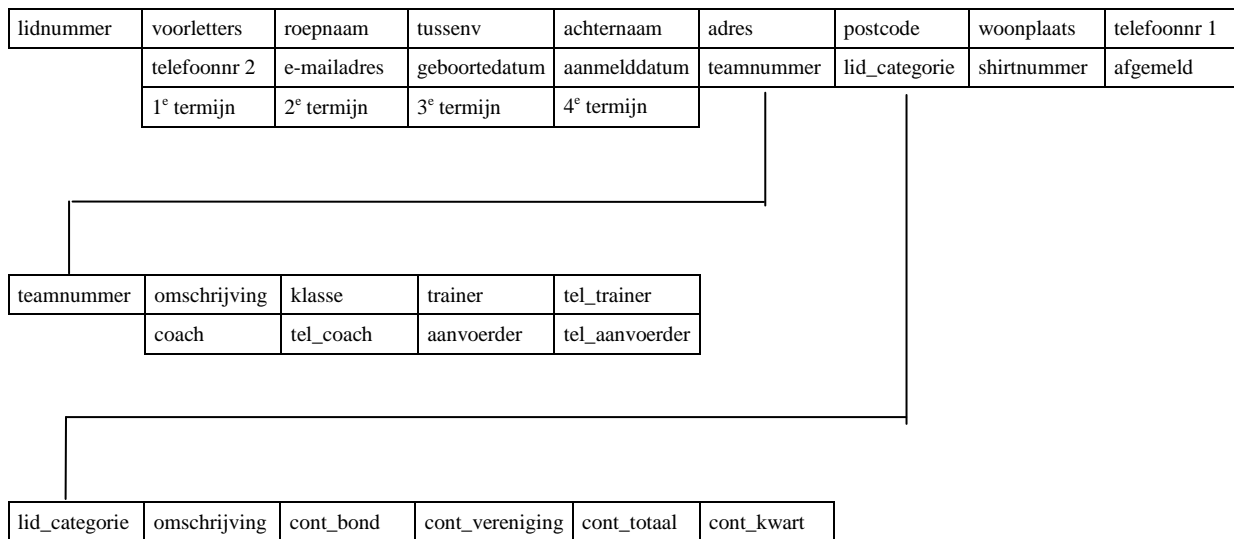 lidnummer voorletters roepnaam tussenv achternaam adres postcode woonplaats telefoonnr 1
telefoonnr 2 e-mailadres geboortedatum aanmelddatum teamnummer lid_categorie shirtnummer afgemeld
1e termijn 2e termijn 3e termijn 4e termijn
teamnummer omschrijving klasse trainer tel_trainer
coach tel_coach aanvoerder tel_aanvoerder
lid_categorie omschrijving cont_bond cont_vereniging cont_totaal cont_kwart